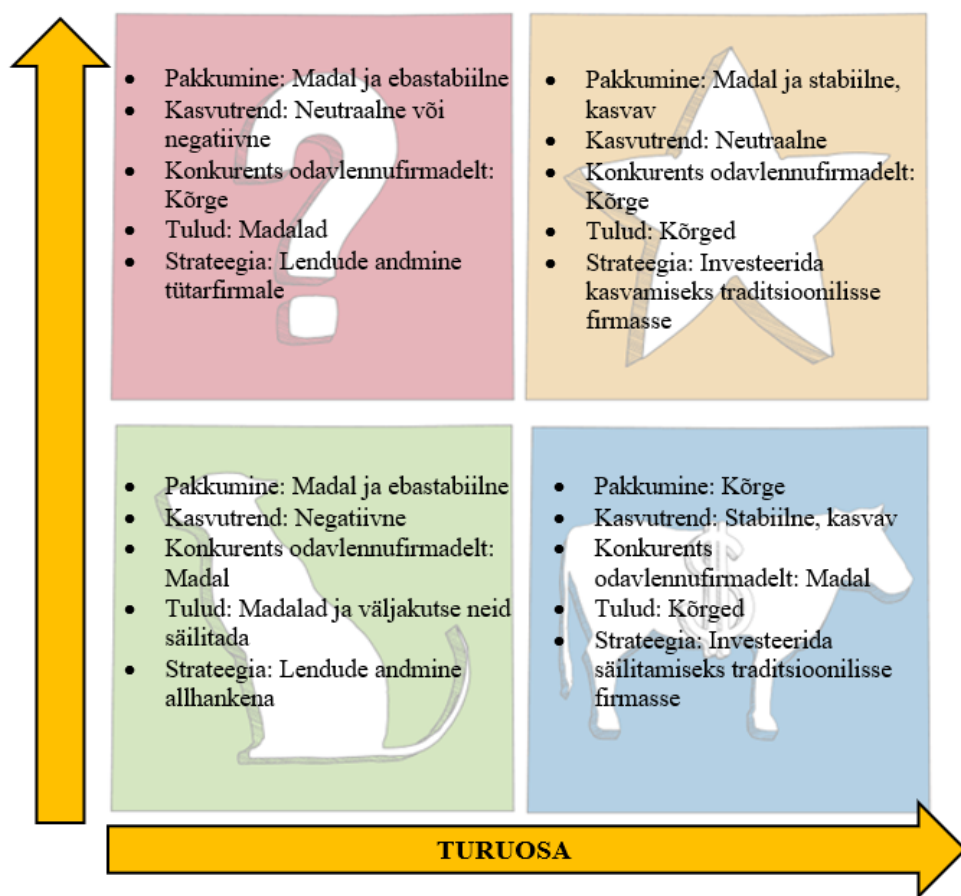 • Pakkumine: Madal ja ebastabiilne
• Kasvutrend: Neutraalne või
negatiivne
• Konkurents odavlennufirmadelt:
Kõrge
• Tulud: Madalad
• Strateegia: Lendude andmine
tütarfirmale
• Pakkumine: Madal ja stabiilne,
kasvav
• Kasvutrend: Neutraalne
• Konkurents odavlennufirmadelt:
Kõrge
• Tulud: Kõrged
• Strateegia: Investeerida
kasvamiseks traditsioonilisse
firmasse
• Pakkumine: Madal ja ebastabiilne
• Kasvutrend: Negatiivne
• Konkurents odavlennufirmadelt:
Madal
• Tulud: Madalad ja väljakutse neid
säilitada
• Strateegia: Lendude andmine
allhankena
• Pakkumine: Kõrge
• Kasvutrend: Stabiilne, kasvav
• Konkurents
odavlennufirmadelt: Madal
• Tulud: Kõrged
• Strateegia: Investeerida
säilitamiseks traditsioonilisse
firmasse
TURUOSA